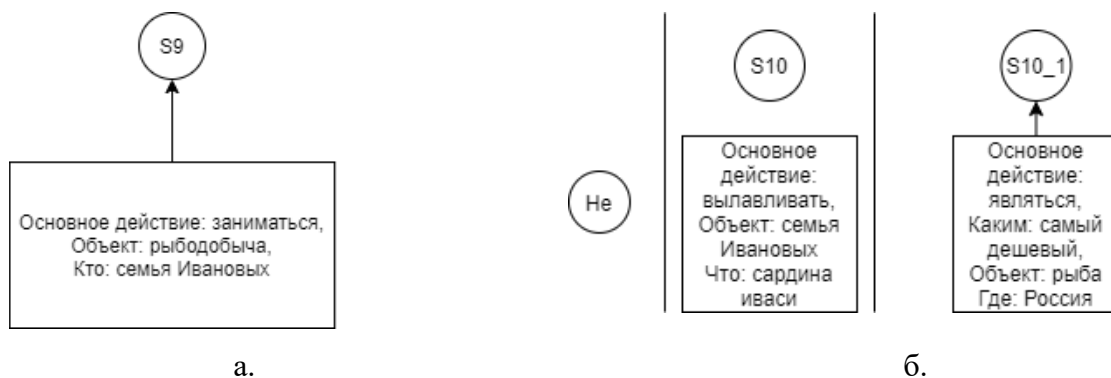 S9
Основное действие: заниматься,
Объект: рыбодобыча,
Кто: семья Ивановых
а.
Не
S10
Основное
действие:
вылавливать,
Объект: семья
Ивановых
Что: сардина
иваси
S10_1
Основное
действие:
являться,
Каким: самый
дешевый,
Объект: рыба
Где: Россия
б.